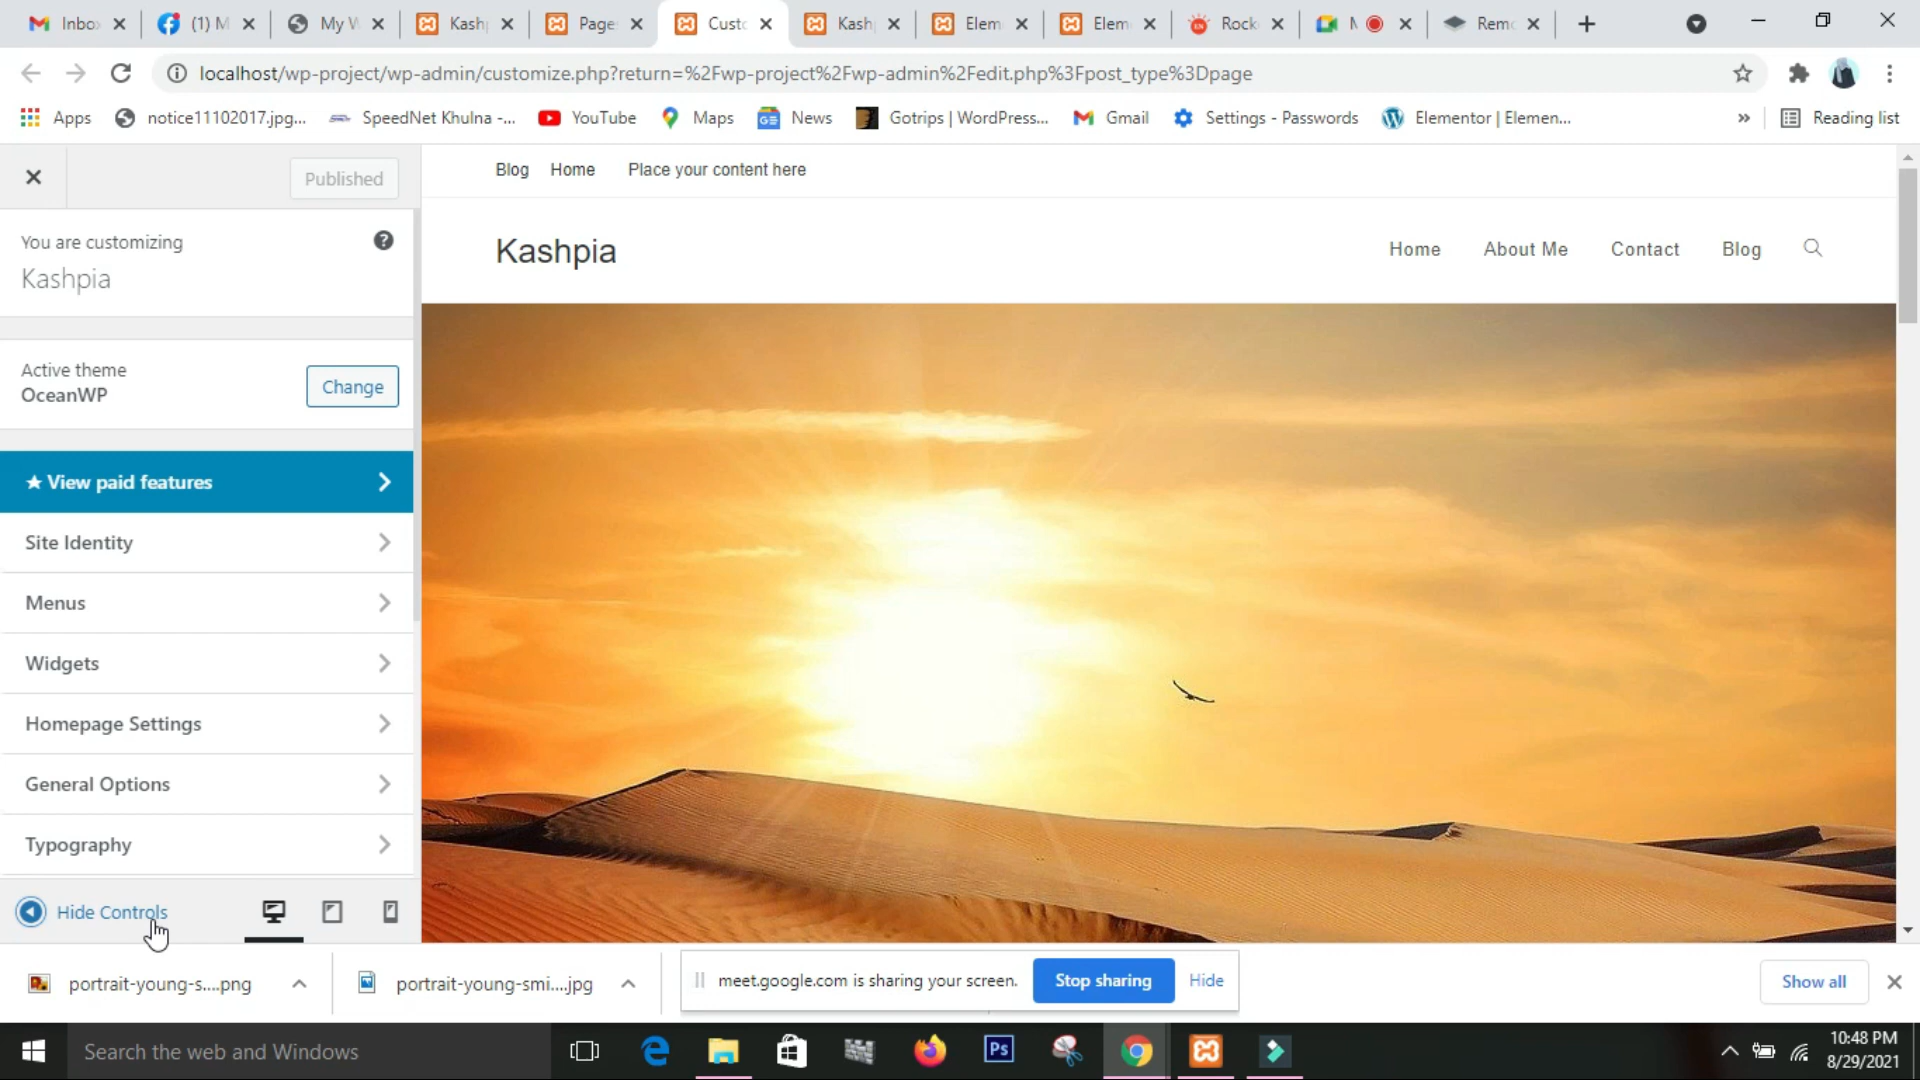 Inbo
(1) M
My W
Kash
Page
Custo
Kash
Elem
Elem
Rock
M
Rem
localhost/wp-project/wp-admin/customize.php?return=%2Fwp-project%2Fwp-admin%2Fedit.php%3Fpost_type%3Dpage
Apps
notice11102017.jpg...
SpeedNet Khulna -...
YouTube
Maps
News
Gotrips | WordPress...
Gmail
Settings - Passwords
Elementor | Elemen...
»
Reading list
Published
Blog Home Place your content here
You are customizing
Kashpia
Kashpia
Home About Me Contact Blog
Active theme
OceanWP
Change
★ View paid features
Site Identity
Menus
Widgets
Homepage Settings
General Options
Typography
Hide Controls
portrait-young-s....png
portrait-young-smi....jpg
meet.google.com is sharing your screen.
Stop sharing
Hide
Show all
Search the web and Windows
Ps
10:48 PM
8/29/2021